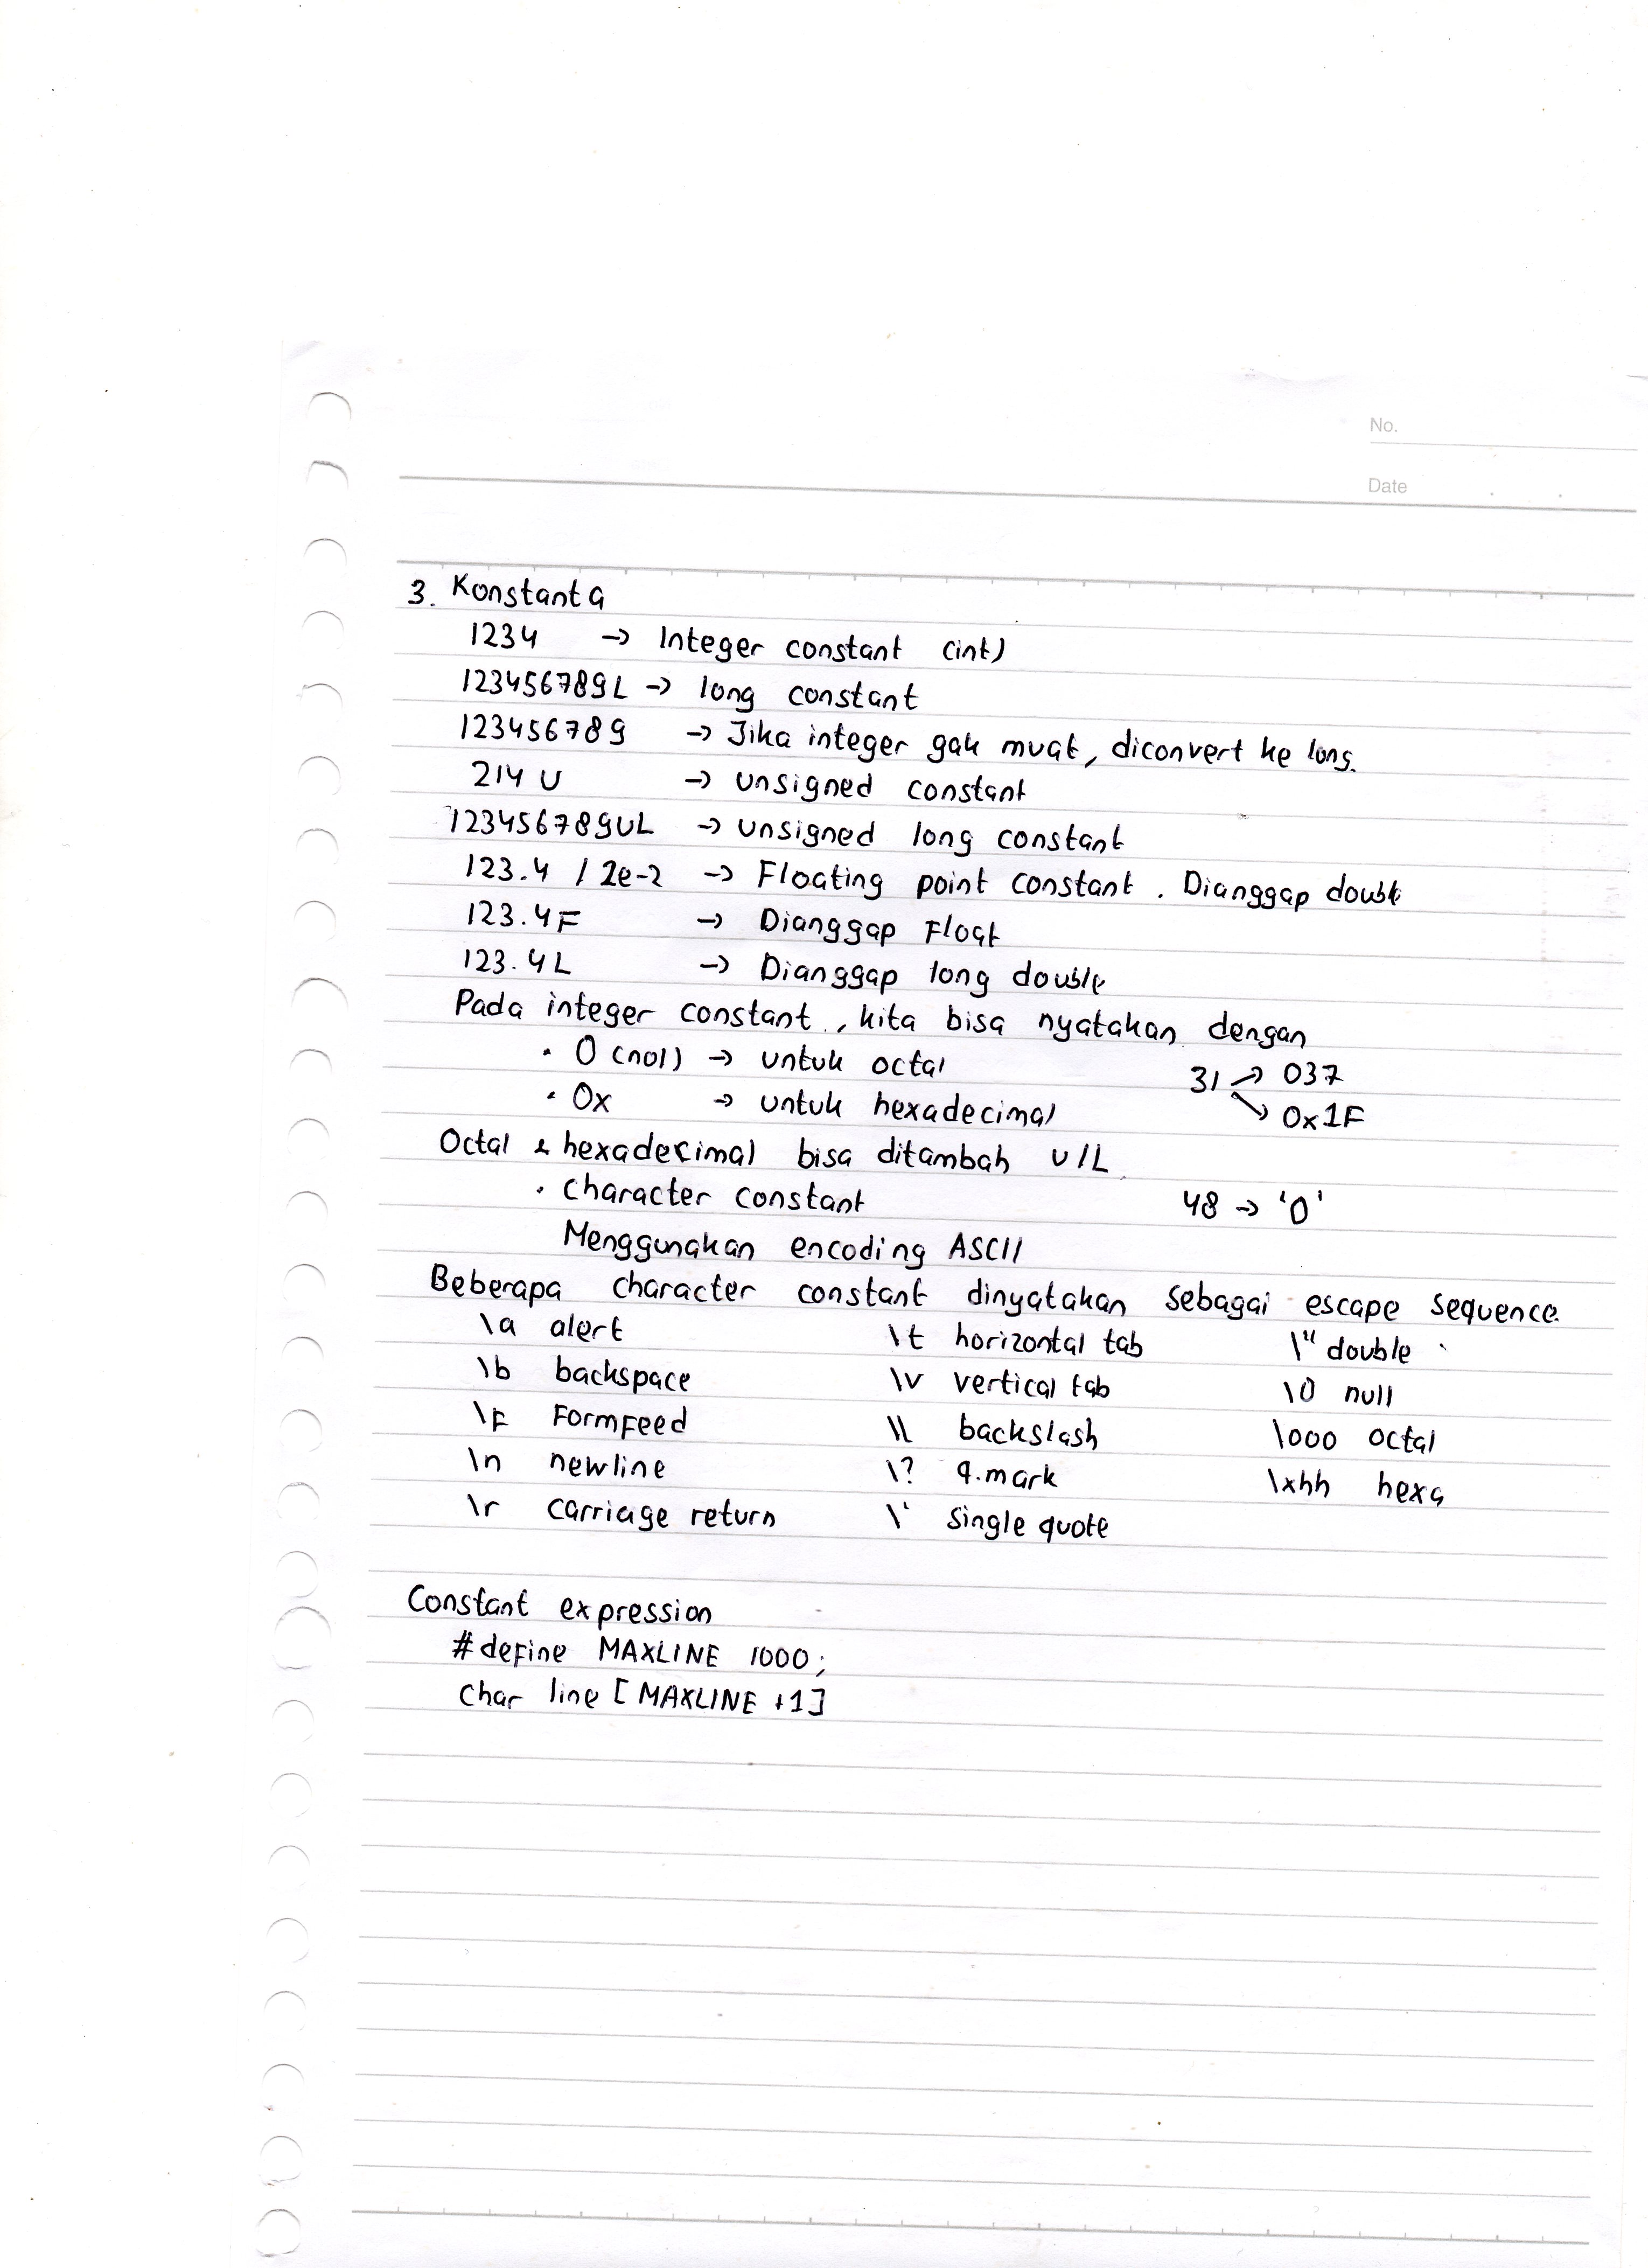 No.
Date
3. Konstanta
1234 → Integer constant (int)
123456789L → long constant
123456789 → Jika integer gak muat, diconvert ke long.
214 U → unsigned constant
123456789UL → unsigned long constant
123.4 / 2e-2 → Floating point constant. Dianggap double
123.4F → Dianggap Float
123.4L → Dianggap long double
Pada integer constant, kita bisa nyatakan dengan
• 0 (nol) → untuk octal 31 → 037
• 0x → untuk hexadecimal ↘ 0x1F
Octal & hexadecimal bisa ditambah U/L
• Character constant 48 → '0'
Menggunakan encoding ASCII
Beberapa character constant dinyatakan sebagai escape sequence.
\a alert \t horizontal tab \" double
\b backspace \v vertical tab \0 null
\F FormFeed \\ backslash \000 octal
\n newline \? q.mark \xhh hexa
\r carriage return \' single quote
Constant expression
#define MAXLINE 1000;
Char line [MAXLINE +1]